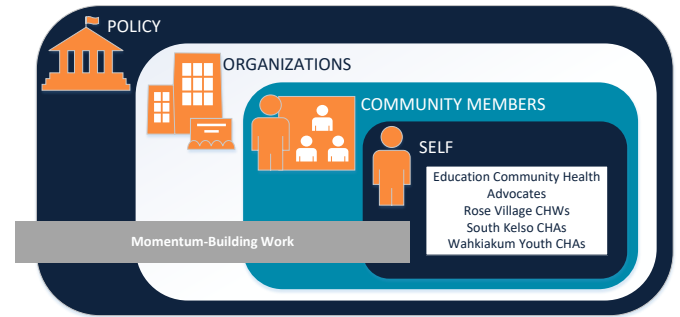 POLICY
ORGANIZATIONS
COMMUNITY MEMBERS
SELF
Education Community Health
Advocates
Rose Village CHWs
South Kelso CHAs
Wahkiakum Youth CHAs
Momentum-Building Work